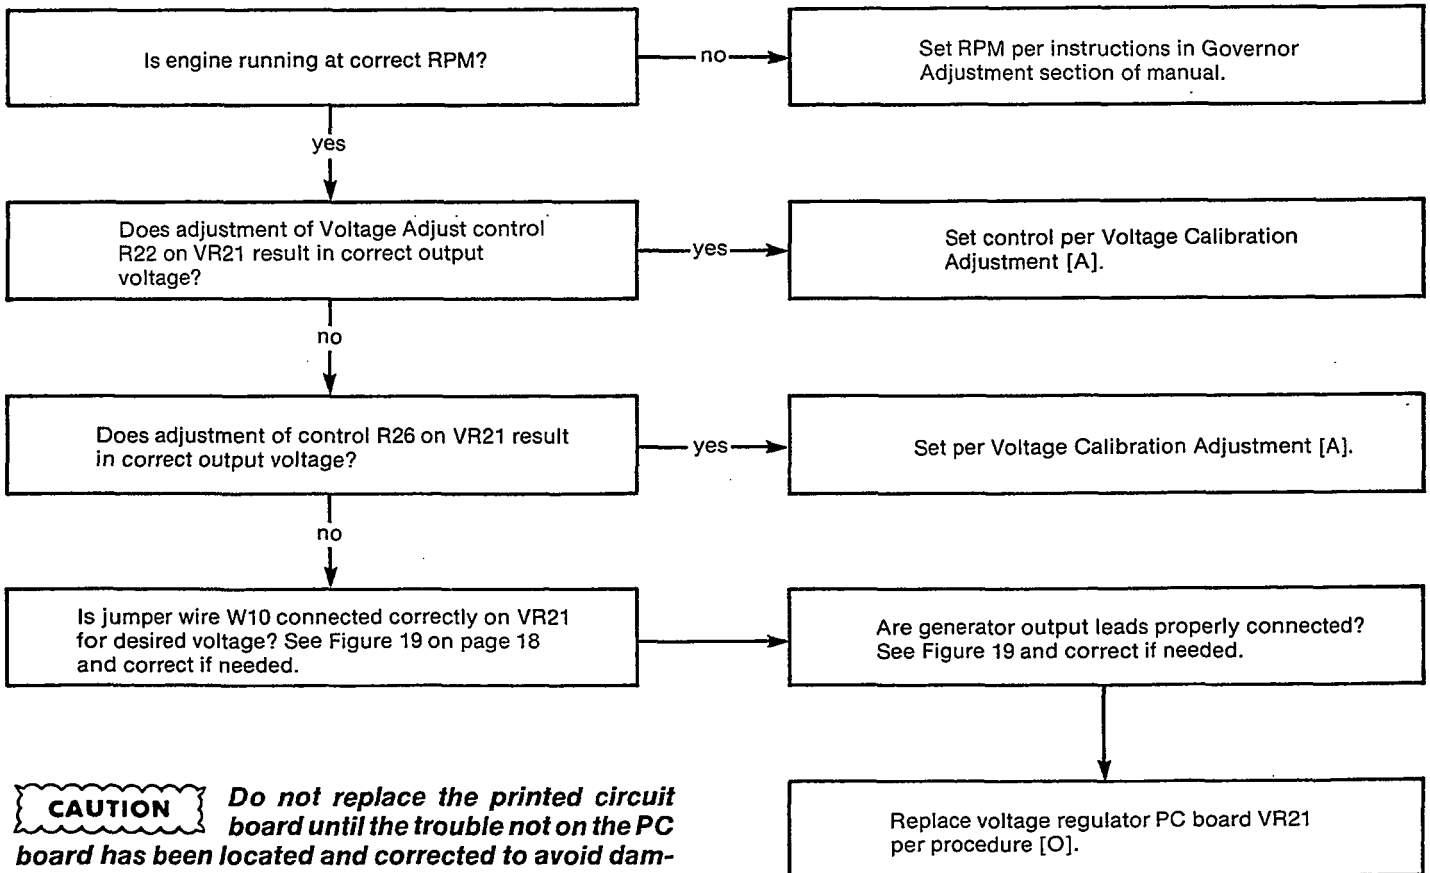 Is engine running at correct RPM?
no
Set RPM per instructions in Governor
Adjustment section of manual.
yes
Does adjustment of Voltage Adjust control
R22 on VR21 result in correct output
voltage?
yes
Set control per Voltage Calibration
Adjustment [A].
no
Does adjustment of control R26 on VR21 result
in correct output voltage?
yes
Set per Voltage Calibration Adjustment [A].
no
Is jumper wire W10 connected correctly on VR21
for desired voltage? See Figure 19 on page 18
and correct if needed.
Are generator output leads properly connected?
See Figure 19 and correct if needed.
CAUTION Do not replace the printed circuit
board until the trouble not on the PC
board has been located and corrected to avoid dam-
Replace voltage regulator PC board VR21
per procedure [O].